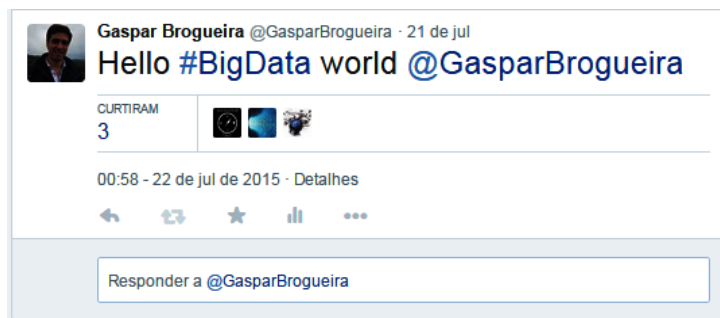 Gaspar Brogueira @GasparBrogueira · 21 de jul
Hello #BigData world @GasparBrogueira
CURTIRAM
3
00:58 - 22 de jul de 2015 · Detalhes
Responder a @GasparBrogueira